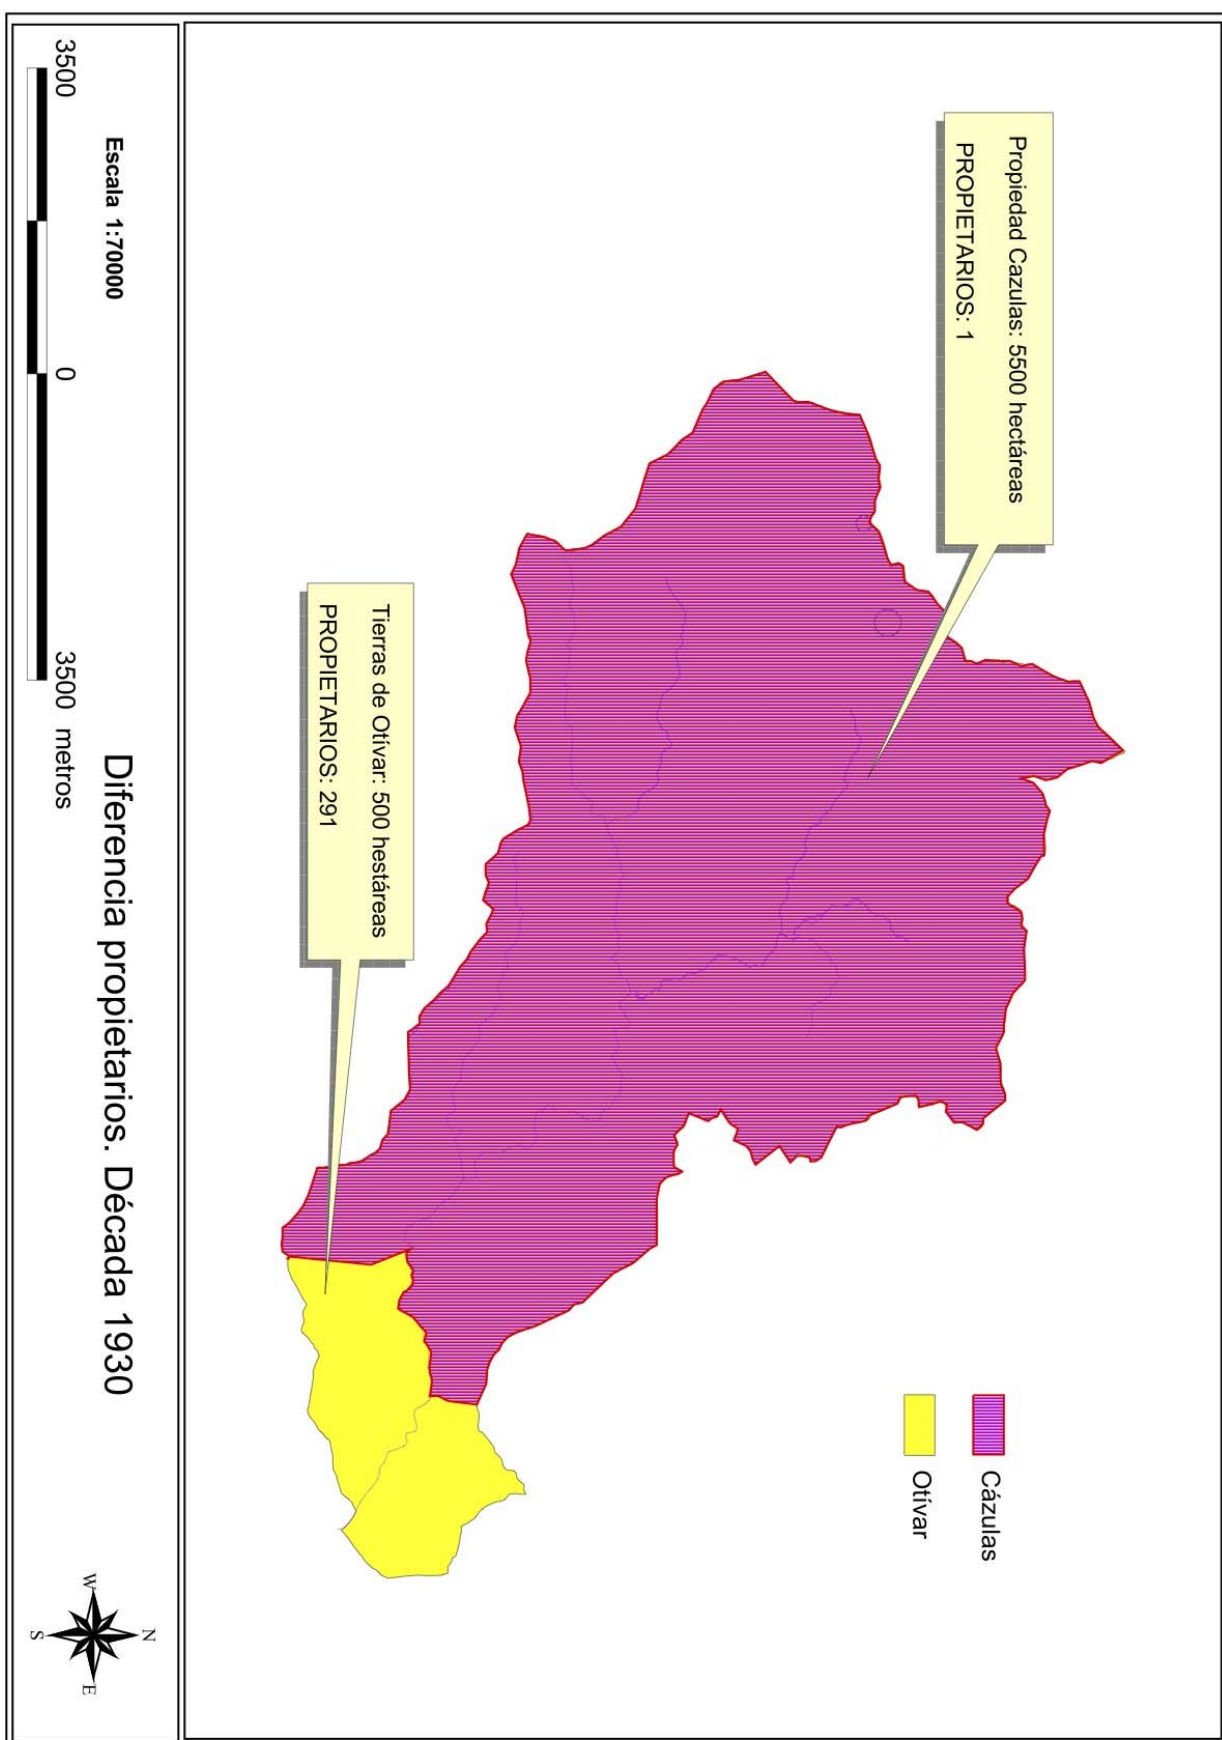 Propiedad Cazulas: 5500 hectáreas
PROPIETARIOS: 1
Cázulas
Otívar
Tierras de Otívar: 500 hestáreas
PROPIETARIOS: 291
Diferencia propietarios. Década 1930
Escala 1:70000
3500 0 3500 metros
N
W E
S